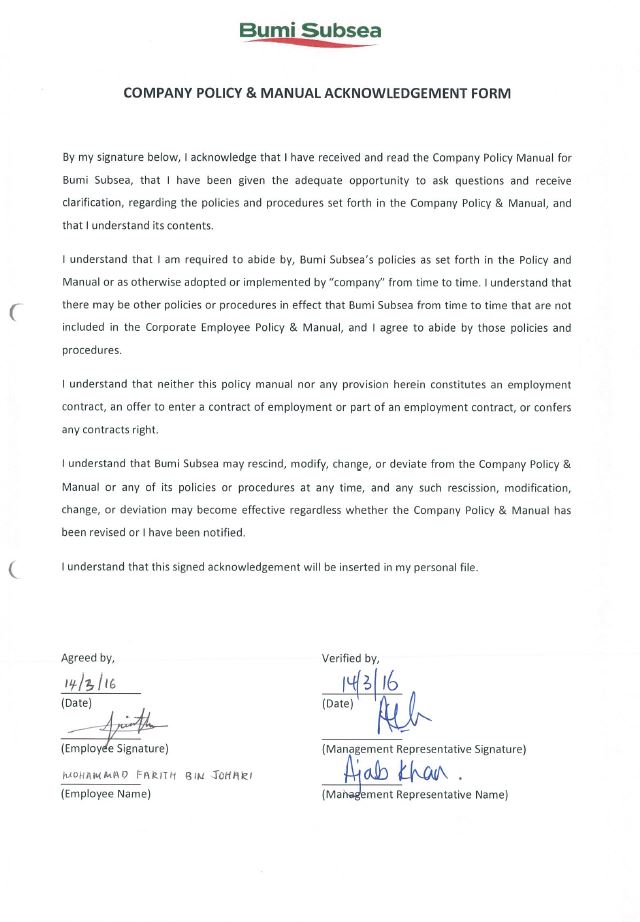 Bumi Subsea
COMPANY POLICY & MANUAL ACKNOWLEDGEMENT FORM
By my signature below, I acknowledge that I have received and read the Company Policy Manual for
Bumi Subsea, that I have been given the adequate opportunity to ask questions and receive
clarification, regarding the policies and procedures set forth in the Company Policy & Manual, and
that I understand its contents.
I understand that I am required to abide by, Bumi Subsea's policies as set forth in the Policy and
Manual or as otherwise adopted or implemented by "company" from time to time. I understand that
there may be other policies or procedures in effect that Bumi Subsea from time to time that are not
included in the Corporate Employee Policy & Manual, and I agree to abide by those policies and
procedures.
I understand that neither this policy manual nor any provision herein constitutes an employment
contract, an offer to enter a contract of employment or part of an employment contract, or confers
any contracts right.
I understand that Bumi Subsea may rescind, modify, change, or deviate from the Company Policy &
Manual or any of its policies or procedures at any time, and any such rescission, modification,
change, or deviation may become effective regardless whether the Company Policy & Manual has
been revised or I have been notified.
I understand that this signed acknowledgement will be inserted in my personal file.
Agreed by,
14/3/16
(Date)
(Employee Signature)
MOHAMMAD FARITH BIN JOHARI
(Employee Name)
Verified by,
14/3/16
(Date)
(Management Representative Signature)
Ajab Khan.
(Management Representative Name)